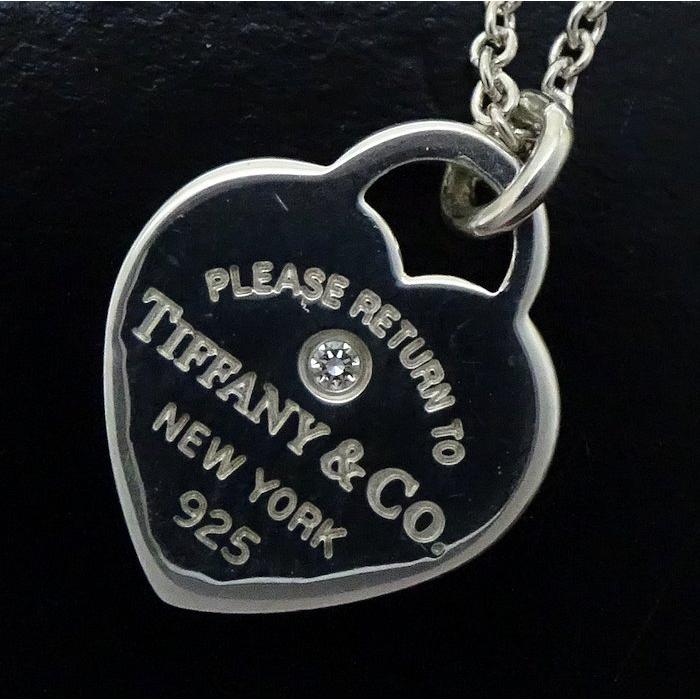 PLEASE RETURN TO
TIFFANY & CO.
NEW YORK
925